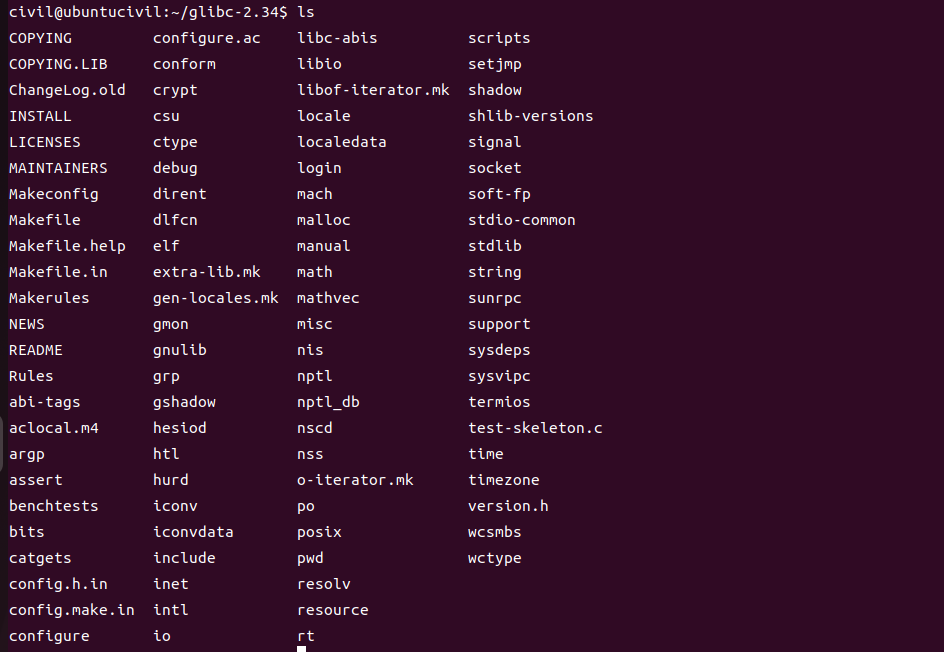 civil@ubuntucivil:~/glibc-2.34$ ls
COPYING configure.ac libc-abis scripts
COPYING.LIB conform libio setjmp
ChangeLog.old crypt libof-iterator.mk shadow
INSTALL csu locale shlib-versions
LICENSES ctype localedata signal
MAINTAINERS debug login socket
Makeconfig dirent mach soft-fp
Makefile dlfcn malloc stdio-common
Makefile.help elf manual stdlib
Makefile.in extra-lib.mk math string
Makerules gen-locales.mk mathvec sunrpc
NEWS gmon misc support
README gnulib nis sysdeps
Rules grp nptl sysvipc
abi-tags gshadow nptl_db termios
aclocal.m4 hesiod nscd test-skeleton.c
argp htl nss time
assert hurd o-iterator.mk timezone
benchtests iconv po version.h
bits iconvdata posix wcsmbs
catgets include pwd wctype
config.h.in inet resolv
config.make.in intl resource
configure io rt